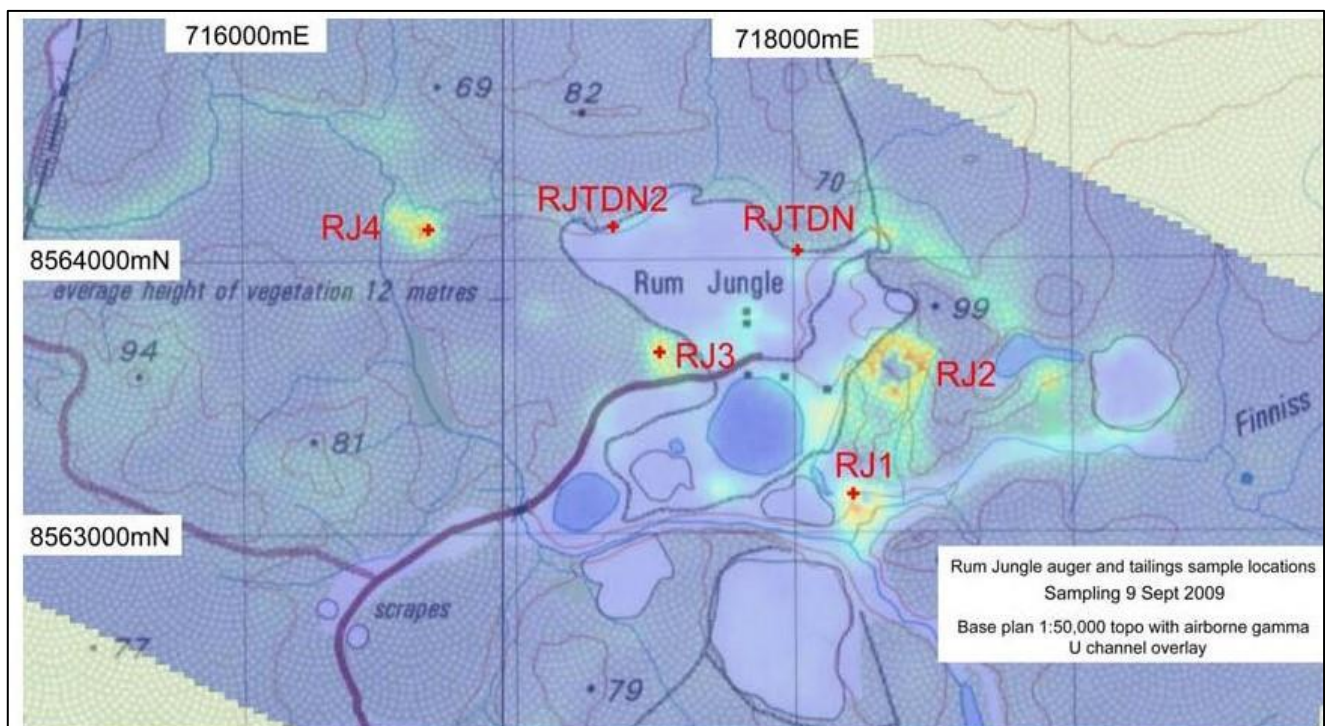 716000mE
718000mE
69
82
70
RJTDN2
RJTDN
RJ4
8564000mN
average height of vegetation 12 metres
Rum Jungle
99
94
RJ3
RJ2
Finniss
81
RJ1
8563000mN
Rum Jungle auger and tailings sample locations
Sampling 9 Sept 2009
Base plan 1:50,000 topo with airborne gamma
U channel overlay
scrapes
77
79